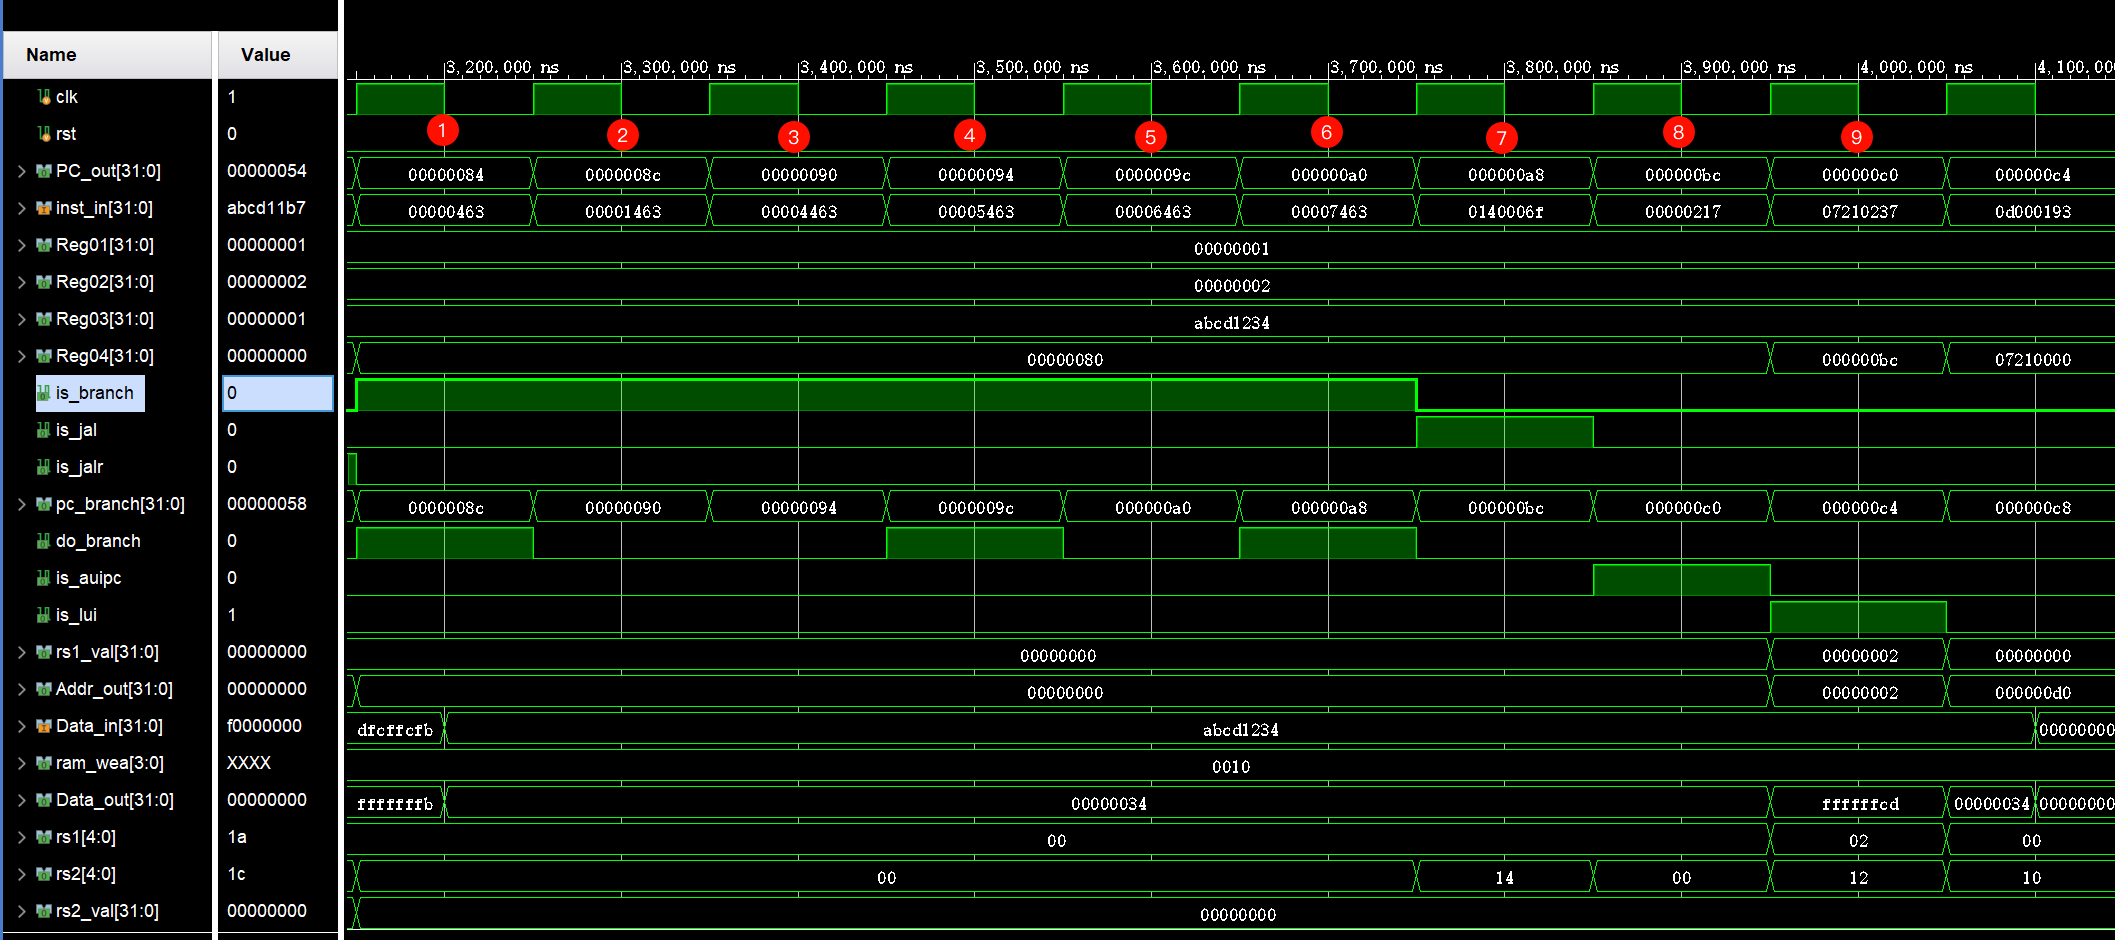 Name Value
3,200.000 ns 3,300.000 ns 3,400.000 ns 3,500.000 ns 3,600.000 ns 3,700.000 ns 3,800.000 ns 3,900.000 ns 4,000.000 ns 4,100.00
clk 1
1 2 3 4 5 6 7 8 9
rst 0
PC_out[31:0] 00000054 00000084 0000008c 00000090 00000094 0000009c 000000a0 000000a8 000000bc 000000c0 000000c4
inst_in[31:0] abcd11b7 00000463 00001463 00004463 00005463 00006463 00007463 0140006f 00000217 07210237 0d000193
Reg01[31:0] 00000001 00000001
Reg02[31:0] 00000002 00000002
Reg03[31:0] 00000001 abcd1234
Reg04[31:0] 00000000 00000080 000000bc 07210000
is_branch 0
is_jal 0
is_jalr 0
pc_branch[31:0] 00000058 0000008c 00000090 00000094 0000009c 000000a0 000000a8 000000bc 000000c0 000000c4 000000c8
do_branch 0
is_auipc 0
is_lui 1
rs1_val[31:0] 00000000 00000000 00000002 00000000
Addr_out[31:0] 00000000 00000000 00000002 000000d0
Data_in[31:0] f0000000 dfcffcfb abcd1234 00000000
ram_wea[3:0] XXXX 0010
Data_out[31:0] 00000000 fffffffb 00000034 ffffffcd 00000034 00000000
rs1[4:0] 1a 00 02 00
rs2[4:0] 1c 00 14 00 12 10
rs2_val[31:0] 00000000 00000000